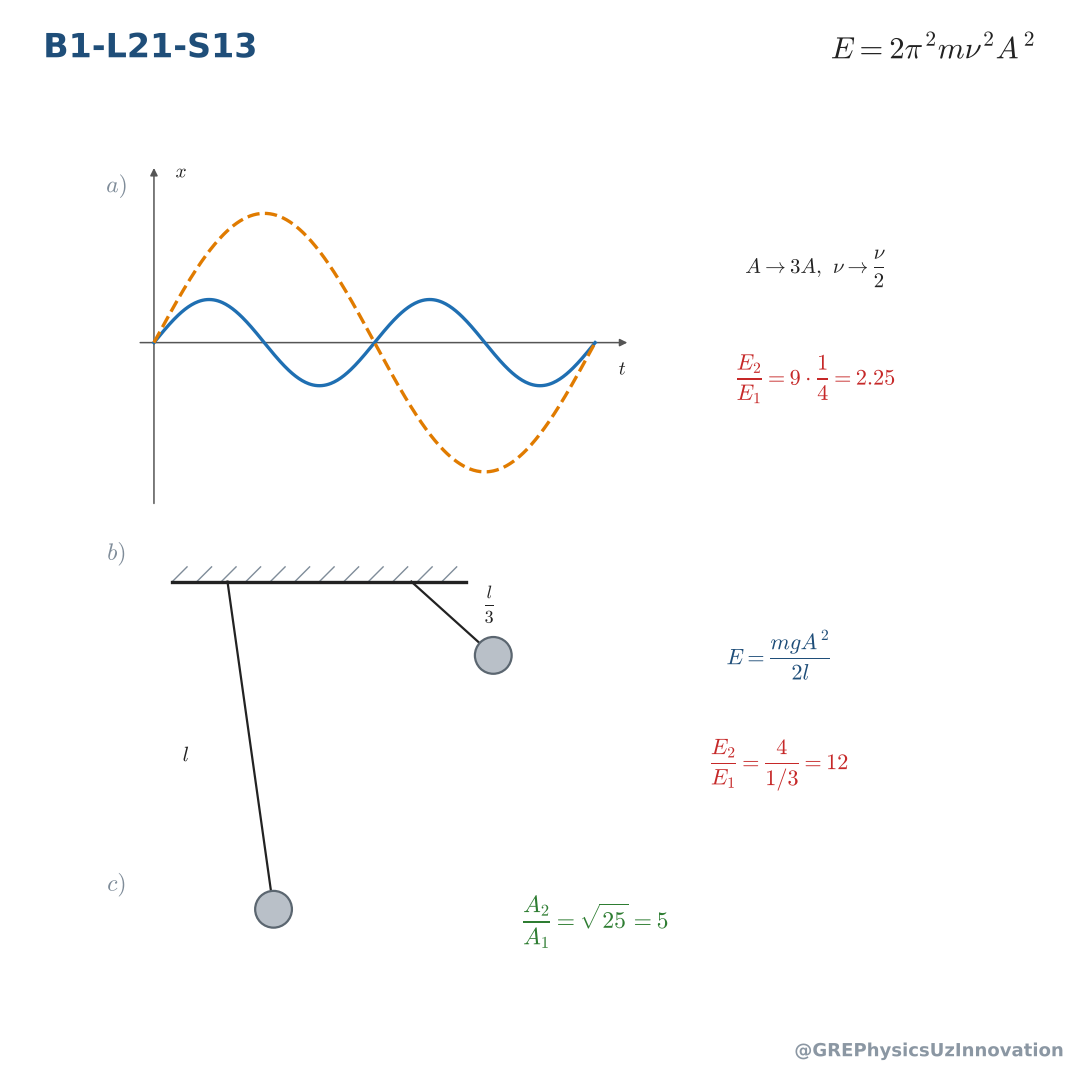 B1-L21-S13
E = 2π²mν²A²
a)
x
t
A → 3A, ν → ν/2
E₂/E₁ = 9 · 1/4 = 2.25
b)
l/3
l
E = mgA²/2l
E₂/E₁ = 4/(1/3) = 12
c)
A₂/A₁ = √25 = 5
@GREPhysicsUzInnovation